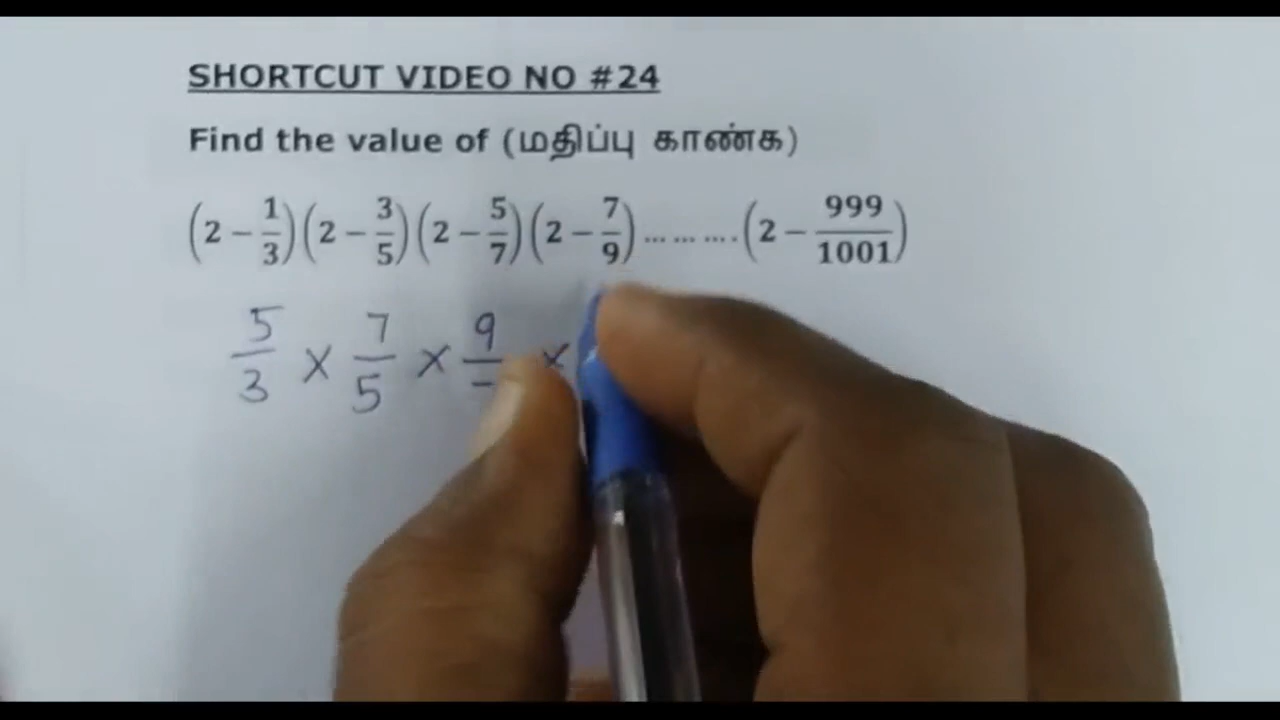 SHORTCUT VIDEO NO #24
Find the value of (மதிப்பு காண்க)
(2 − 1/3)(2 − 3/5)(2 − 5/7)(2 − 7/9)… … … .(2 − 999/1001)
5/3 × 7/5 × 9/ ×